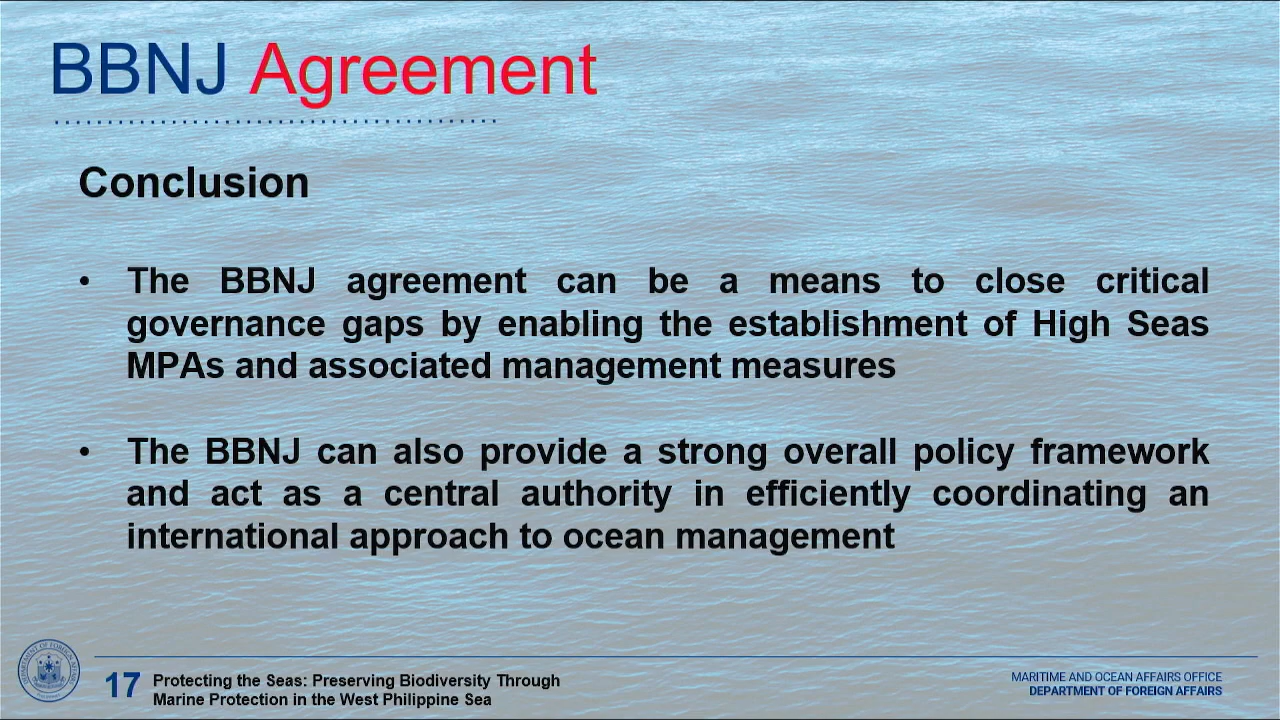 BBNJ Agreement
Conclusion
• The BBNJ agreement can be a means to close critical
governance gaps by enabling the establishment of High Seas
MPAs and associated management measures
• The BBNJ can also provide a strong overall policy framework
and act as a central authority in efficiently coordinating an
international approach to ocean management
17
Protecting the Seas: Preserving Biodiversity Through
Marine Protection in the West Philippine Sea
MARITIME AND OCEAN AFFAIRS OFFICE
DEPARTMENT OF FOREIGN AFFAIRS